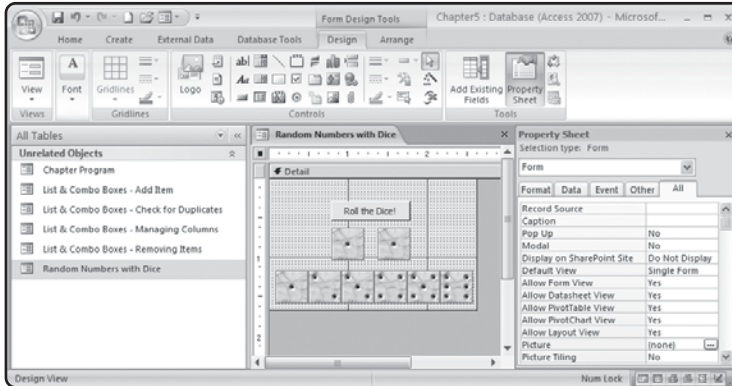 Form Design Tools
Chapter5 : Database (Access 2007) - Microsof...
Home Create External Data Database Tools Design Arrange
View
Font
Gridlines
Logo
Add Existing Fields
Property Sheet
Views
Gridlines
Controls
Tools
All Tables
Unrelated Objects
Chapter Program
List & Combo Boxes - Add Item
List & Combo Boxes - Check for Duplicates
List & Combo Boxes - Managing Columns
List & Combo Boxes - Removing Items
Random Numbers with Dice
Random Numbers with Dice
Detail
Roll the Dice!
Property Sheet
Selection type: Form
Form
Format Data Event Other All
Record Source
Caption
Pop Up No
Modal No
Display on SharePoint Site Do Not Display
Default View Single Form
Allow Form View Yes
Allow Datasheet View Yes
Allow PivotTable View Yes
Allow PivotChart View Yes
Allow Layout View Yes
Picture (none)
Picture Tiling No
Design View
Num Lock